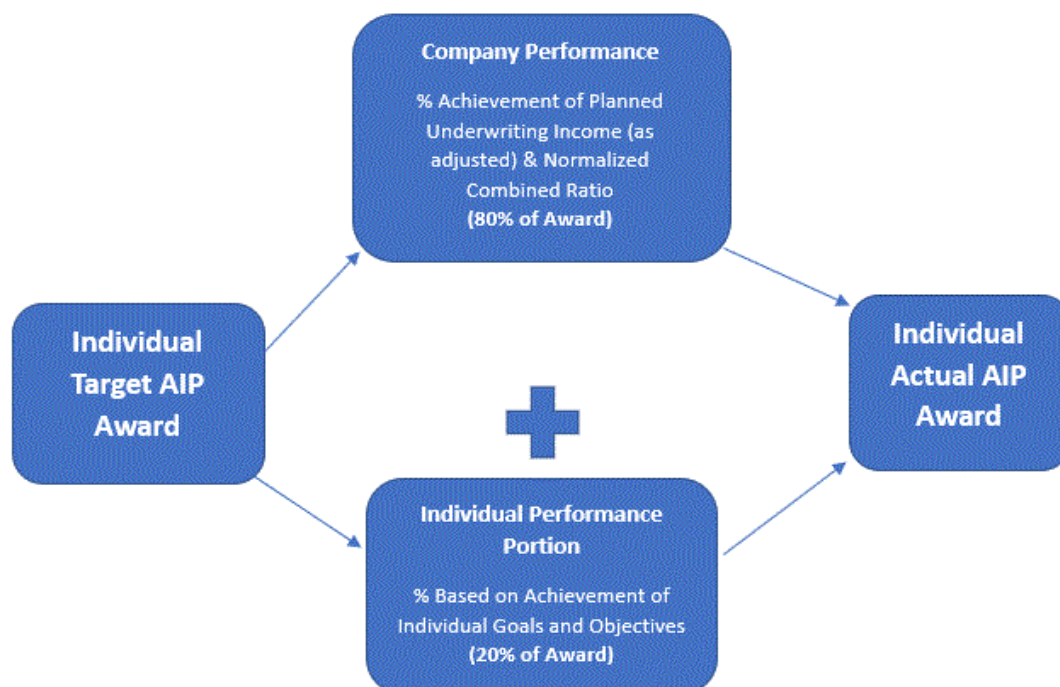 Company Performance
% Achievement of Planned
Underwriting Income (as
adjusted) & Normalized
Combined Ratio
(80% of Award)
Individual
Target AIP
Award
Individual
Actual AIP
Award
Individual Performance
Portion
% Based on Achievement of
Individual Goals and Objectives
(20% of Award)